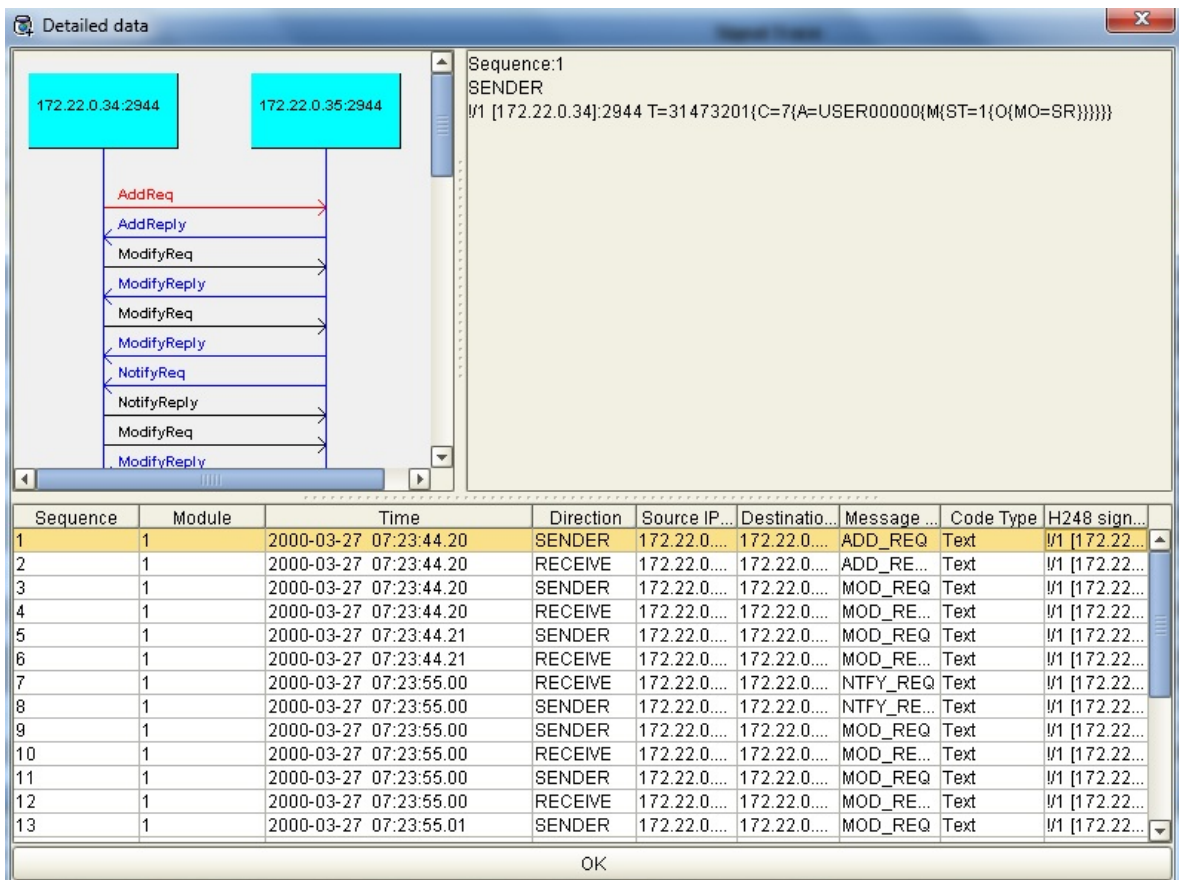 Detailed data
172.22.0.34:2944
172.22.0.35:2944
AddReq
AddReply
ModifyReq
ModifyReply
ModifyReq
ModifyReply
NotifyReq
NotifyReply
ModifyReq
ModifyReply
Sequence:1
SENDER
!/1 [172.22.0.34]:2944 T=31473201{C=7{A=USER00000{M{ST=1{O{MO=SR}}}}}}
Sequence Module Time Direction Source IP... Destinatio... Message ... Code Type H248 sign...
1 1 2000-03-27 07:23:44.20 SENDER 172.22.0.... 172.22.0.... ADD_REQ Text !/1 [172.22...
2 1 2000-03-27 07:23:44.20 RECEIVE 172.22.0.... 172.22.0.... ADD_RE... Text !/1 [172.22...
3 1 2000-03-27 07:23:44.20 SENDER 172.22.0.... 172.22.0.... MOD_REQ Text !/1 [172.22...
4 1 2000-03-27 07:23:44.20 RECEIVE 172.22.0.... 172.22.0.... MOD_RE... Text !/1 [172.22...
5 1 2000-03-27 07:23:44.21 SENDER 172.22.0.... 172.22.0.... MOD_REQ Text !/1 [172.22...
6 1 2000-03-27 07:23:44.21 RECEIVE 172.22.0.... 172.22.0.... MOD_RE... Text !/1 [172.22...
7 1 2000-03-27 07:23:55.00 RECEIVE 172.22.0.... 172.22.0.... NTFY_REQ Text !/1 [172.22...
8 1 2000-03-27 07:23:55.00 SENDER 172.22.0.... 172.22.0.... NTFY_RE... Text !/1 [172.22...
9 1 2000-03-27 07:23:55.00 SENDER 172.22.0.... 172.22.0.... MOD_REQ Text !/1 [172.22...
10 1 2000-03-27 07:23:55.00 RECEIVE 172.22.0.... 172.22.0.... MOD_RE... Text !/1 [172.22...
11 1 2000-03-27 07:23:55.00 SENDER 172.22.0.... 172.22.0.... MOD_REQ Text !/1 [172.22...
12 1 2000-03-27 07:23:55.00 RECEIVE 172.22.0.... 172.22.0.... MOD_RE... Text !/1 [172.22...
13 1 2000-03-27 07:23:55.01 SENDER 172.22.0.... 172.22.0.... MOD_REQ Text !/1 [172.22...
OK